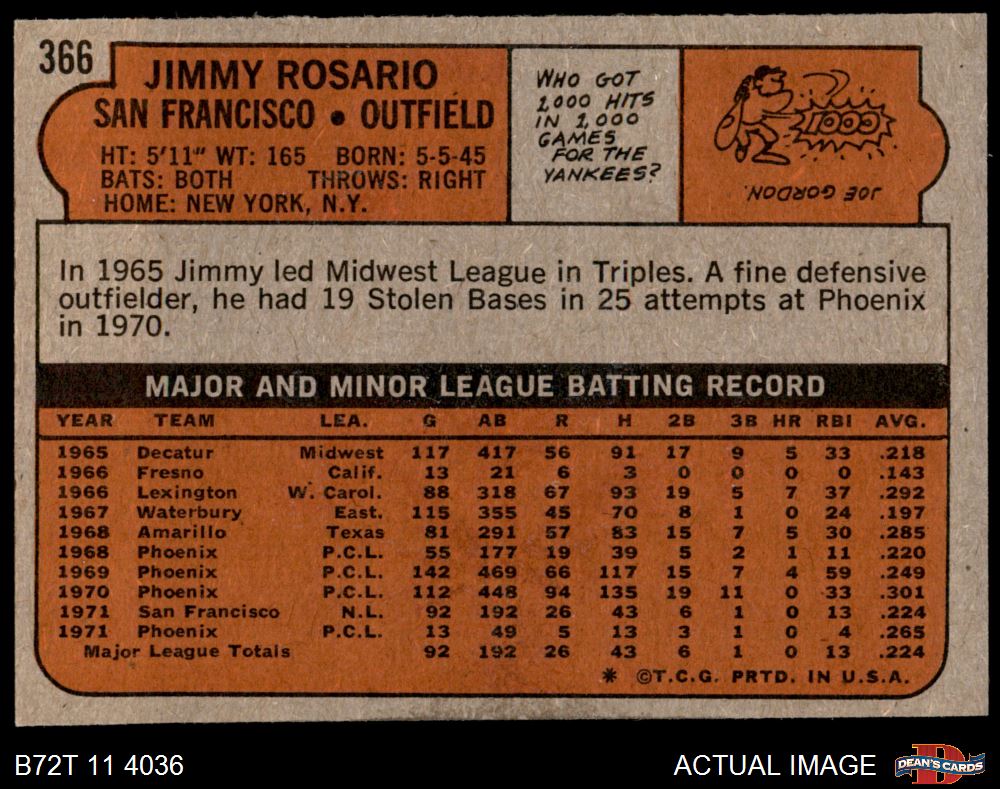 366
JIMMY ROSARIO
SAN FRANCISCO • OUTFIELD
HT: 5'11" WT: 165 BORN: 5-5-45
BATS: BOTH THROWS: RIGHT
HOME: NEW YORK, N.Y.
WHO GOT
1,000 HITS
IN 1,000
GAMES
FOR THE
YANKEES?
1000
JOE GORDON.
In 1965 Jimmy led Midwest League in Triples. A fine defensive
outfielder, he had 19 Stolen Bases in 25 attempts at Phoenix
in 1970.
MAJOR AND MINOR LEAGUE BATTING RECORD
YEAR TEAM LEA. G AB R H 2B 3B HR RBI AVG.
1965 Decatur Midwest 117 417 56 91 17 9 5 33 .218
1966 Fresno Calif. 13 21 6 3 0 0 0 0 .143
1966 Lexington W. Carol. 88 318 67 93 19 5 7 37 .292
1967 Waterbury East. 115 355 45 70 8 1 0 24 .197
1968 Amarillo Texas 81 291 57 83 15 7 5 30 .285
1968 Phoenix P.C.L. 55 177 19 39 5 2 1 11 .220
1969 Phoenix P.C.L. 142 469 66 117 15 7 4 59 .249
1970 Phoenix P.C.L. 112 448 94 135 19 11 0 33 .301
1971 San Francisco N.L. 92 192 26 43 6 1 0 13 .224
1971 Phoenix P.C.L. 13 49 5 13 3 1 0 4 .265
Major League Totals 92 192 26 43 6 1 0 13 .224
* ©T.C.G. PRTD. IN U.S.A.
B72T 11 4036
ACTUAL IMAGE
D
DEAN'S CARDS